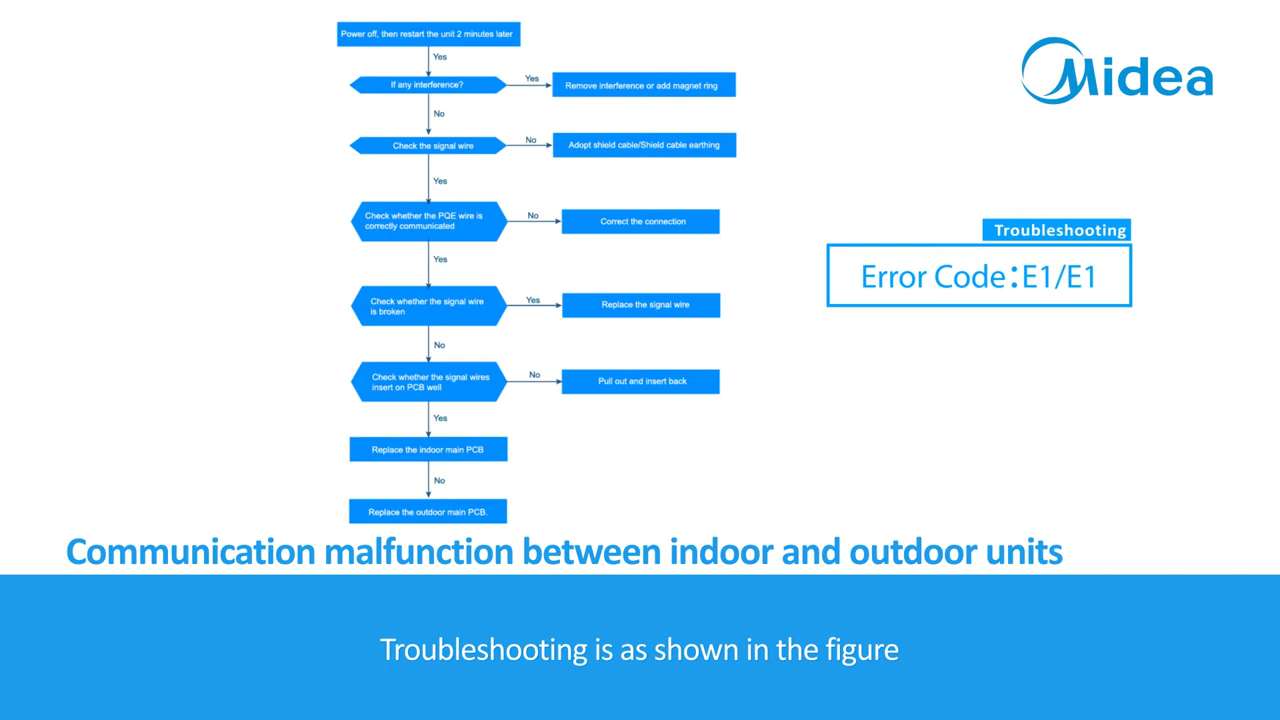 Power off, then restart the unit 2 minutes later
Yes
If any interference?
Yes
Remove interference or add magnet ring
No
Check the signal wire
No
Adopt shield cable/Shield cable earthing
Yes
Check whether the PQE wire is
correctly communicated
No
Correct the connection
Yes
Check whether the signal wire
is broken
Yes
Replace the signal wire
No
Check whether the signal wires
insert on PCB well
No
Pull out and insert back
Yes
Replace the indoor main PCB
No
Replace the outdoor main PCB.
Midea
Troubleshooting
Error Code:E1/E1
Communication malfunction between indoor and outdoor units
Troubleshooting is as shown in the figure